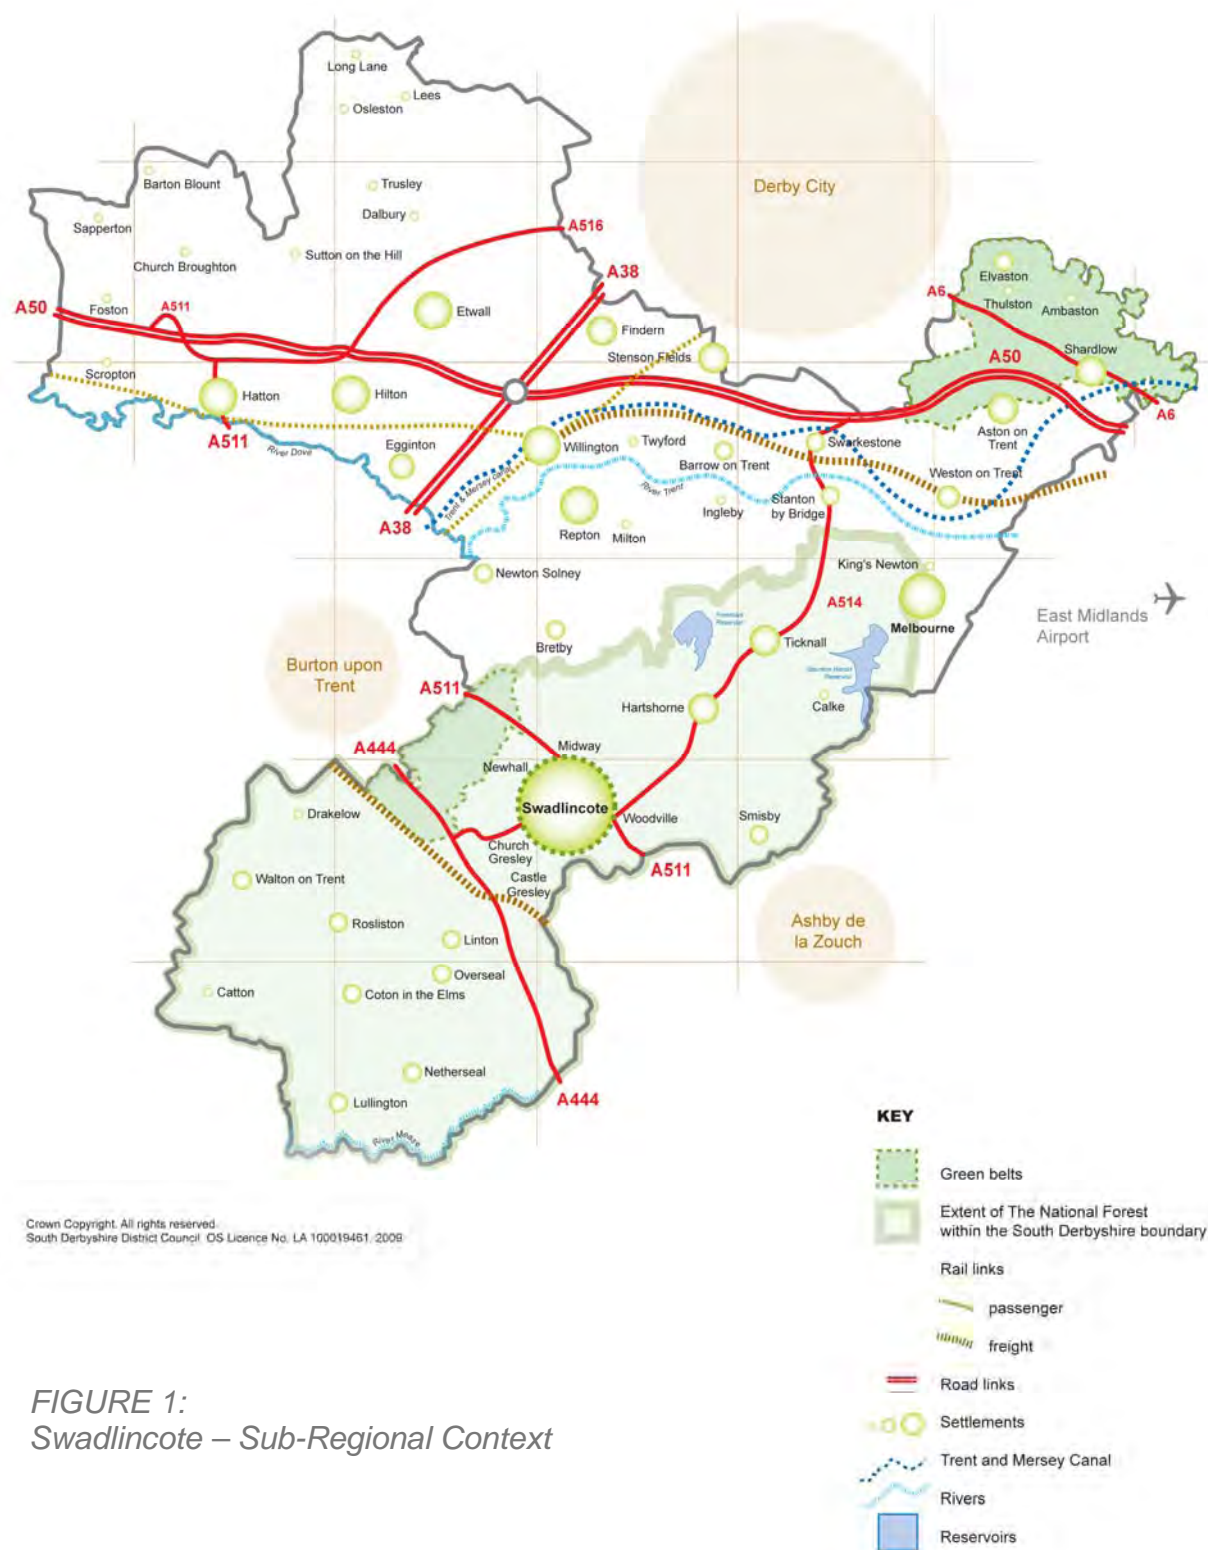 Long Lane
Lees
Osleston
Derby City
Barton Blount
Trusley
Dalbury
Sapperton
A516
Sutton on the Hill
Church Broughton
Elvaston
A38
A6
Thulston
Ambaston
A50
Foston
A511
Etwall
Findern
Stenson Fields
Shardlow
A50
Scropton
Hatton
Hilton
A6
A511
River Dove
Egginton
Willington
Twyford
Swarkestone
Aston on
Trent
Barrow on Trent
Weston on Trent
Trent & Mersey canal
River Trent
A38
Repton
Milton
Ingleby
Stanton
by Bridge
Newton Solney
King's Newton
A514
East Midlands
Airport
Foremark
Reservoir
Melbourne
Bretby
Ticknall
Burton upon
Trent
Staunton Harold
Reservoir
A511
Hartshorne
Calke
A444
Midway
Newhall
Swadlincote
Drakelow
Woodville
Smisby
Church
Gresley
Castle
Gresley
A511
Walton on Trent
Ashby de
la Zouch
Rosliston
Linton
Overseal
Catton
Coton in the Elms
Netherseal
Lullington
A444
River Mease
KEY
Green belts
Extent of The National Forest
within the South Derbyshire boundary
Rail links
passenger
freight
Road links
Settlements
Trent and Mersey Canal
Rivers
Reservoirs
Crown Copyright. All rights reserved.
South Derbyshire District Council. OS Licence No. LA 100019461. 2009
FIGURE 1:
Swadlincote – Sub-Regional Context